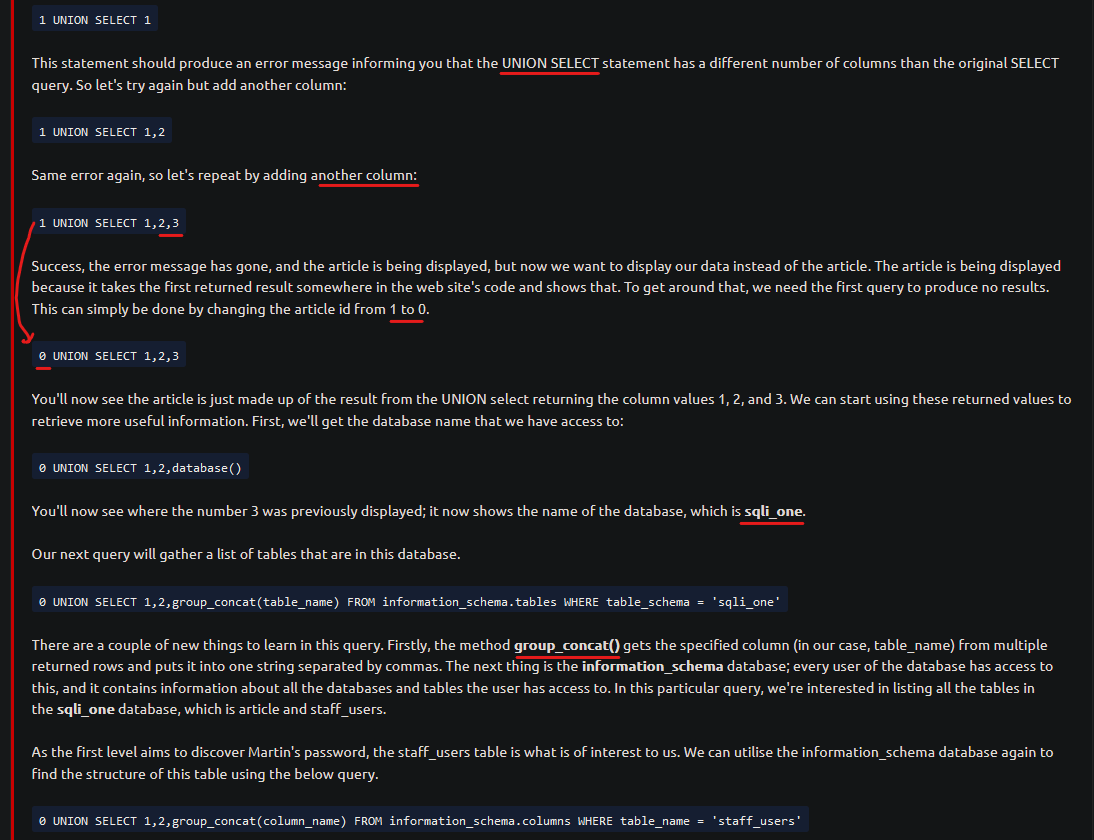 1 UNION SELECT 1
This statement should produce an error message informing you that the UNION SELECT statement has a different number of columns than the original SELECT
query. So let's try again but add another column:
1 UNION SELECT 1,2
Same error again, so let's repeat by adding another column:
1 UNION SELECT 1,2,3
Success, the error message has gone, and the article is being displayed, but now we want to display our data instead of the article. The article is being displayed
because it takes the first returned result somewhere in the web site's code and shows that. To get around that, we need the first query to produce no results.
This can simply be done by changing the article id from 1 to 0.
0 UNION SELECT 1,2,3
You'll now see the article is just made up of the result from the UNION select returning the column values 1, 2, and 3. We can start using these returned values to
retrieve more useful information. First, we'll get the database name that we have access to:
0 UNION SELECT 1,2,database()
You'll now see where the number 3 was previously displayed; it now shows the name of the database, which is sqli_one.
Our next query will gather a list of tables that are in this database.
0 UNION SELECT 1,2,group_concat(table_name) FROM information_schema.tables WHERE table_schema = 'sqli_one'
There are a couple of new things to learn in this query. Firstly, the method group_concat() gets the specified column (in our case, table_name) from multiple
returned rows and puts it into one string separated by commas. The next thing is the information_schema database; every user of the database has access to
this, and it contains information about all the databases and tables the user has access to. In this particular query, we're interested in listing all the tables in
the sqli_one database, which is article and staff_users.
As the first level aims to discover Martin's password, the staff_users table is what is of interest to us. We can utilise the information_schema database again to
find the structure of this table using the below query.
0 UNION SELECT 1,2,group_concat(column_name) FROM information_schema.columns WHERE table_name = 'staff_users'